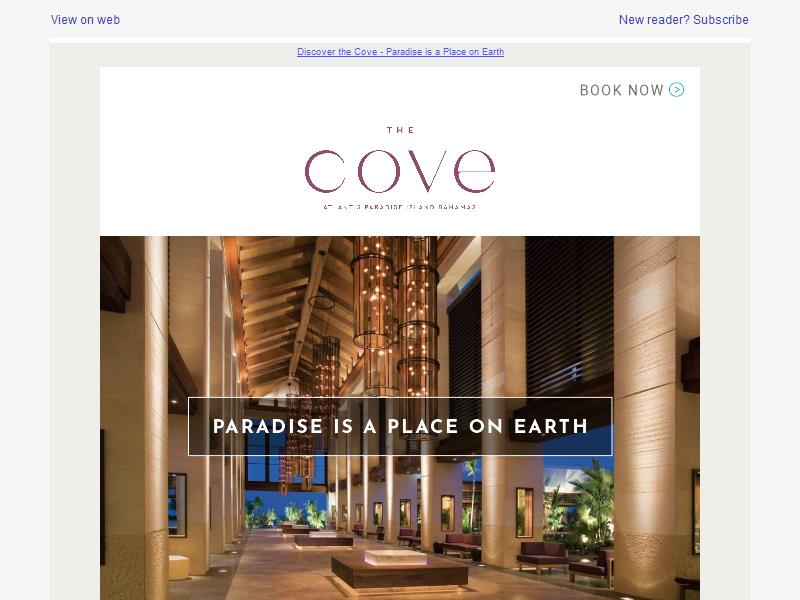 View on web
New reader? Subscribe
Discover the Cove - Paradise is a Place on Earth
BOOK NOW
THE
cove
ATLANTIS PARADISE ISLAND BAHAMAS
PARADISE IS A PLACE ON EARTH